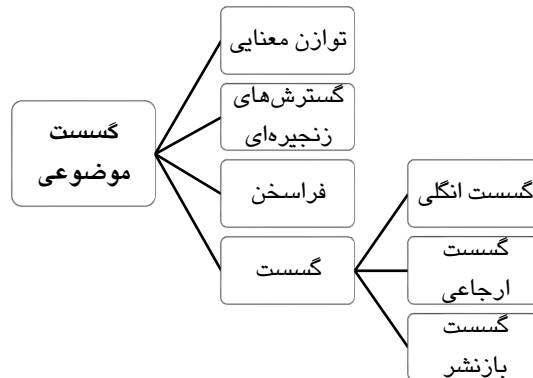 توازن معنایی
گسترش‌های
زنجیره‌ای
گسست
موضوعی
فراسخن
گسست
گسست انگلی
گسست
ارجاعی
گسست
بازنشر